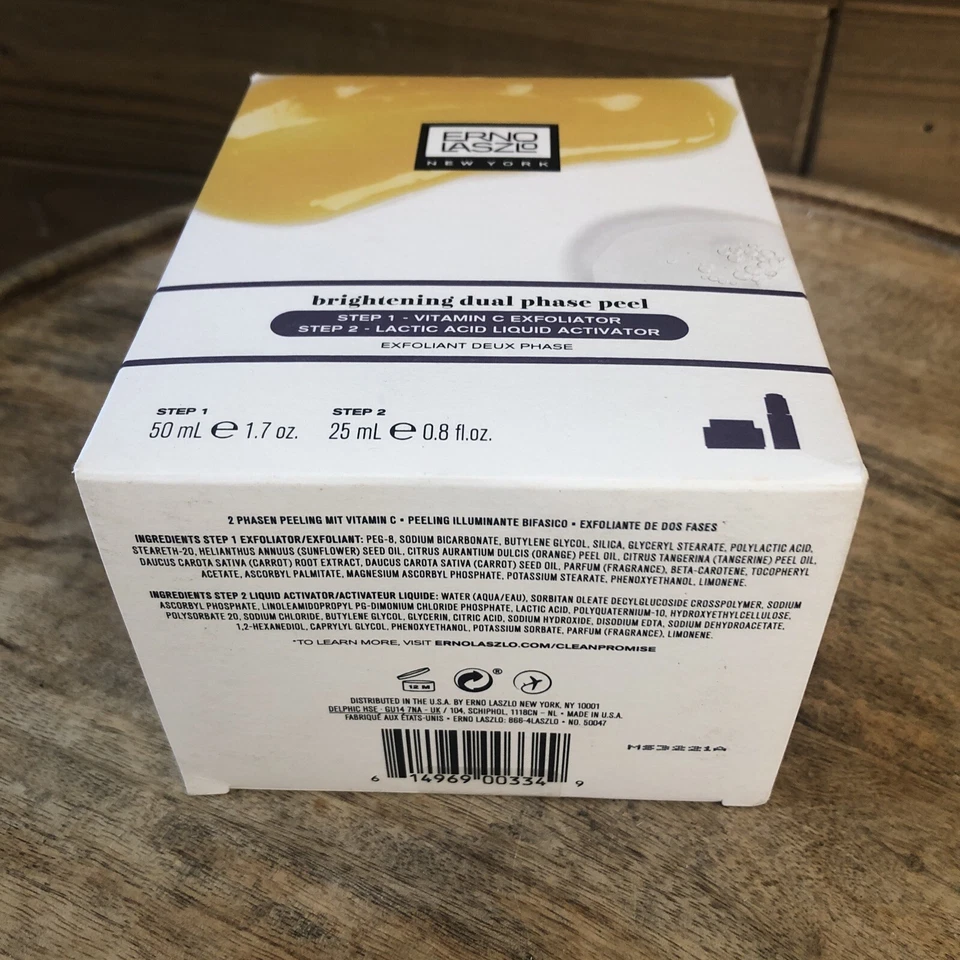 ERNO
LASZLO
NEW YORK
brightening dual phase peel
STEP 1 - VITAMIN C EXFOLIATOR
STEP 2 - LACTIC ACID LIQUID ACTIVATOR
EXFOLIANT DEUX PHASE
STEP 1 STEP 2
50 mL ℮ 1.7 oz. 25 mL ℮ 0.8 fl.oz.
2 PHASEN PEELING MIT VITAMIN C • PEELING ILLUMINANTE BIFASICO • EXFOLIANTE DE DOS FASES
INGREDIENTS STEP 1 EXFOLIATOR/EXFOLIANT: PEG-8, SODIUM BICARBONATE, BUTYLENE GLYCOL, SILICA, GLYCERYL STEARATE, POLYLACTIC ACID,
STEARETH-20, HELIANTHUS ANNUUS (SUNFLOWER) SEED OIL, CITRUS AURANTIUM DULCIS (ORANGE) PEEL OIL, CITRUS TANGERINA (TANGERINE) PEEL OIL,
DAUCUS CAROTA SATIVA (CARROT) ROOT EXTRACT, DAUCUS CAROTA SATIVA (CARROT) SEED OIL, PARFUM (FRAGRANCE), BETA-CAROTENE, TOCOPHERYL
ACETATE, ASCORBYL PALMITATE, MAGNESIUM ASCORBYL PHOSPHATE, POTASSIUM STEARATE, PHENOXYETHANOL, LIMONENE.
INGREDIENTS STEP 2 LIQUID ACTIVATOR/ACTIVATEUR LIQUIDE: WATER (AQUA/EAU), SORBITAN OLEATE DECYLGLUCOSIDE CROSSPOLYMER, SODIUM
ASCORBYL PHOSPHATE, LINOLEAMIDOPROPYL PG-DIMONIUM CHLORIDE PHOSPHATE, LACTIC ACID, POLYQUATERNIUM-10, HYDROXYETHYLCELLULOSE,
POLYSORBATE 20, SODIUM CHLORIDE, BUTYLENE GLYCOL, GLYCERIN, CITRIC ACID, SODIUM HYDROXIDE, DISODIUM EDTA, SODIUM DEHYDROACETATE,
1,2-HEXANEDIOL, CAPRYLYL GLYCOL, PHENOXYETHANOL, POTASSIUM SORBATE, PARFUM (FRAGRANCE), LIMONENE.
*TO LEARN MORE, VISIT ERNOLASZLO.COM/CLEANPROMISE
12 M ®
DISTRIBUTED IN THE U.S.A. BY ERNO LASZLO NEW YORK, NY 10001
DELPHIC HSE - GU14 7NA - UK / 104, SCHIPHOL, 1118CN - NL • MADE IN U.S.A.
FABRIQUÉ AUX ÉTATS-UNIS • ERNO LASZLO: 866-4LASZLO • NO. 50047
6 14969 00334 9